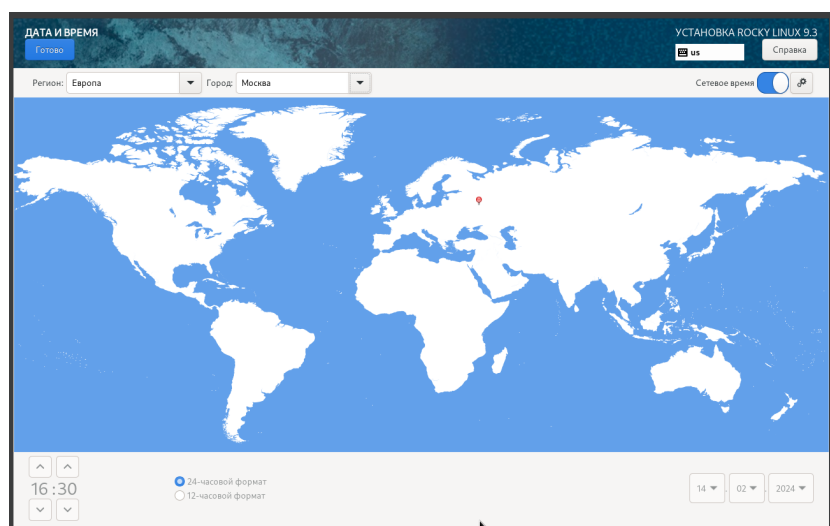 ДАТА И ВРЕМЯ
УСТАНОВКА ROCKY LINUX 9.3
Готово
us
Справка
Регион: Европа Город: Москва Сетевое время
16:30
24-часовой формат
12-часовой формат
14 . 02 . 2024